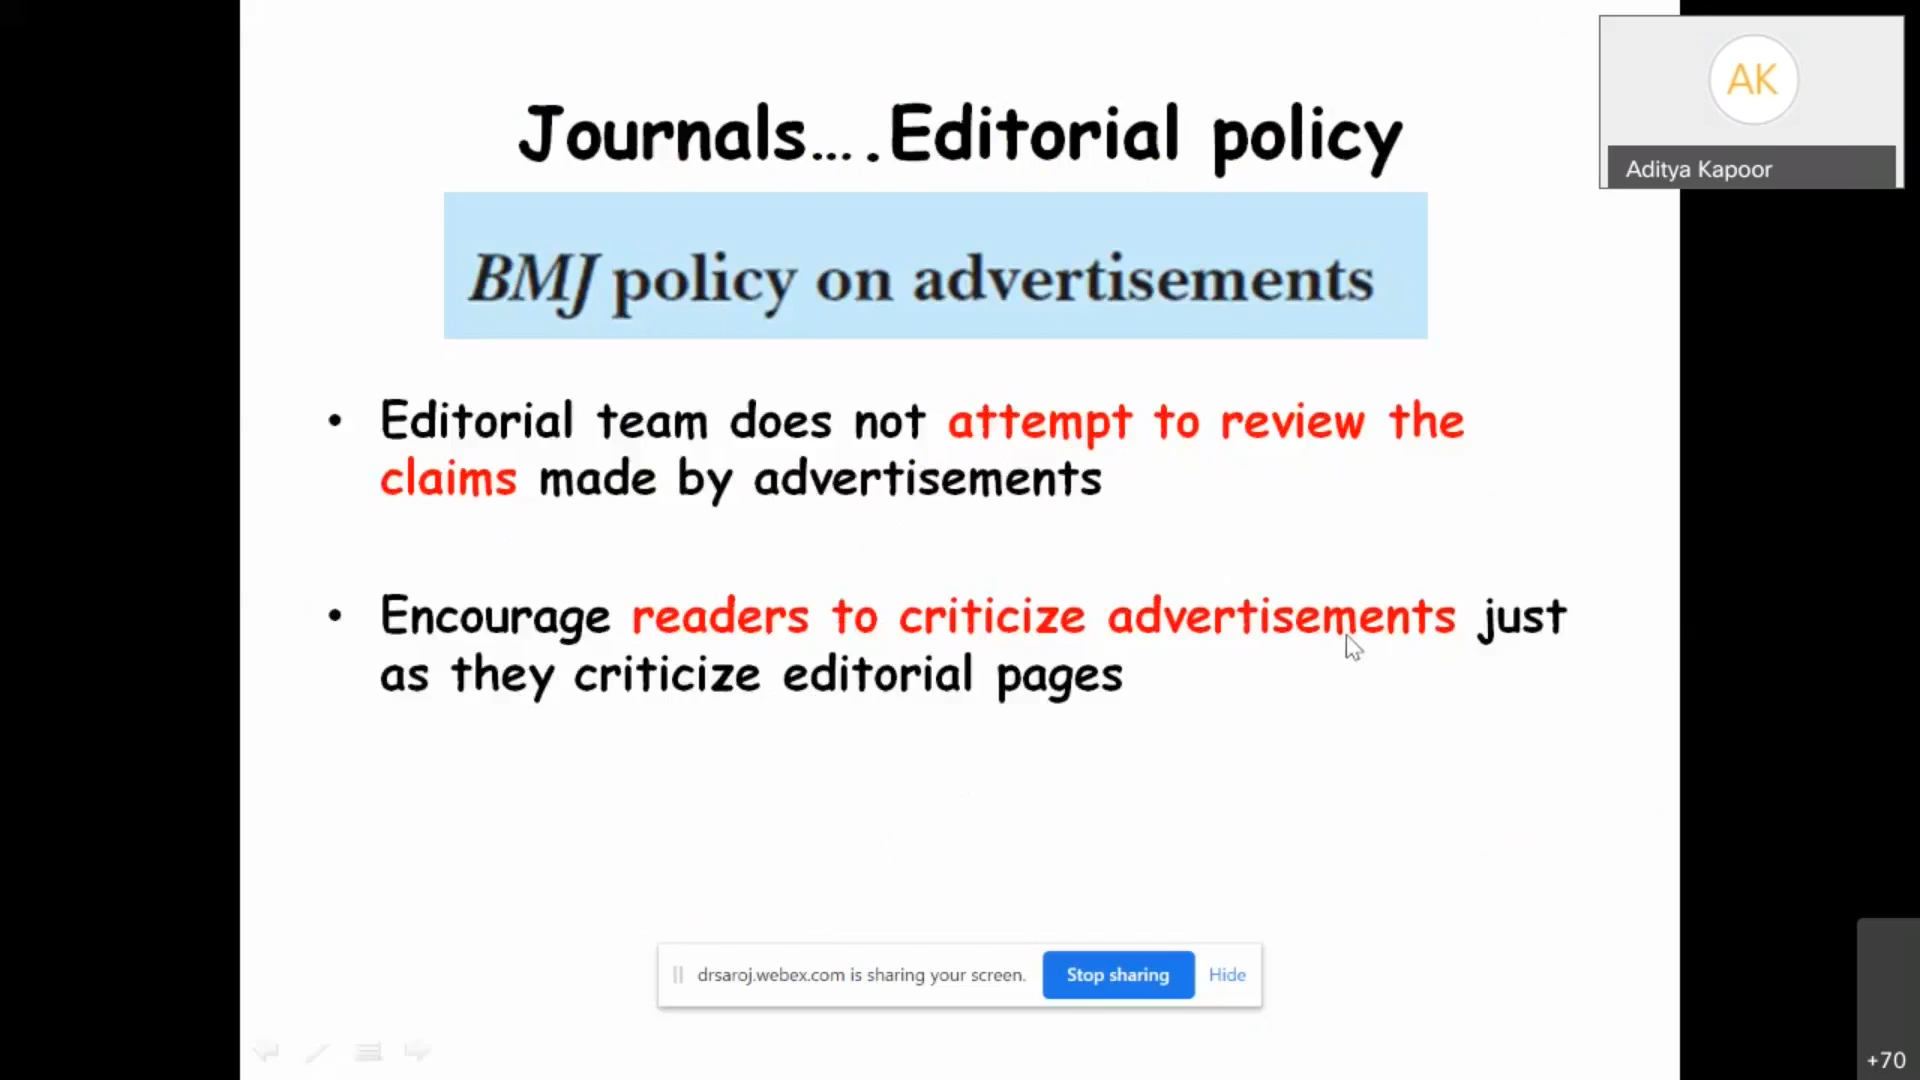 Journals....Editorial policy
AK
Aditya Kapoor
BMJ policy on advertisements
• Editorial team does not attempt to review the
claims made by advertisements
• Encourage readers to criticize advertisements just
as they criticize editorial pages
drsaroj.webex.com is sharing your screen.
Stop sharing
Hide
+70